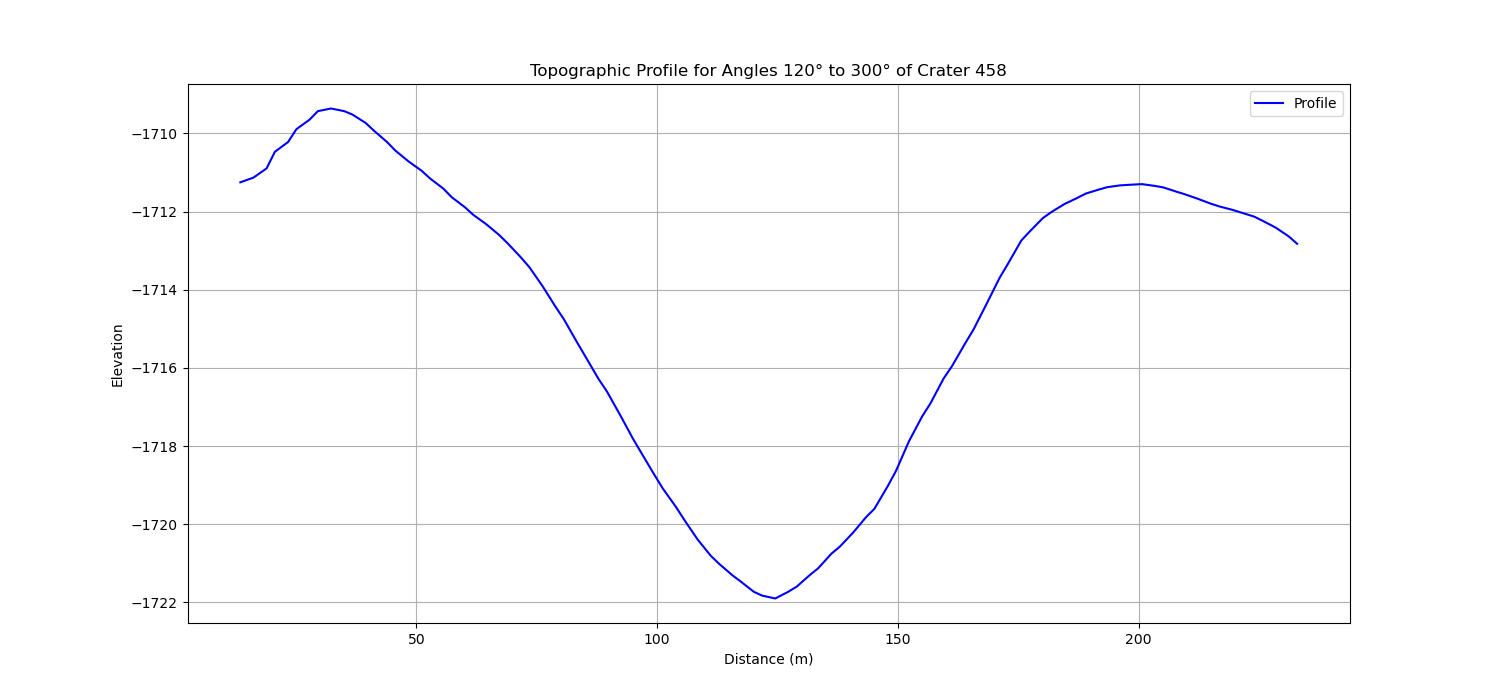 Topographic Profile for Angles 120° to 300° of Crater 458
Profile
−1710
−1712
−1714
−1716
−1718
−1720
−1722
Elevation
50
100
150
200
Distance (m)